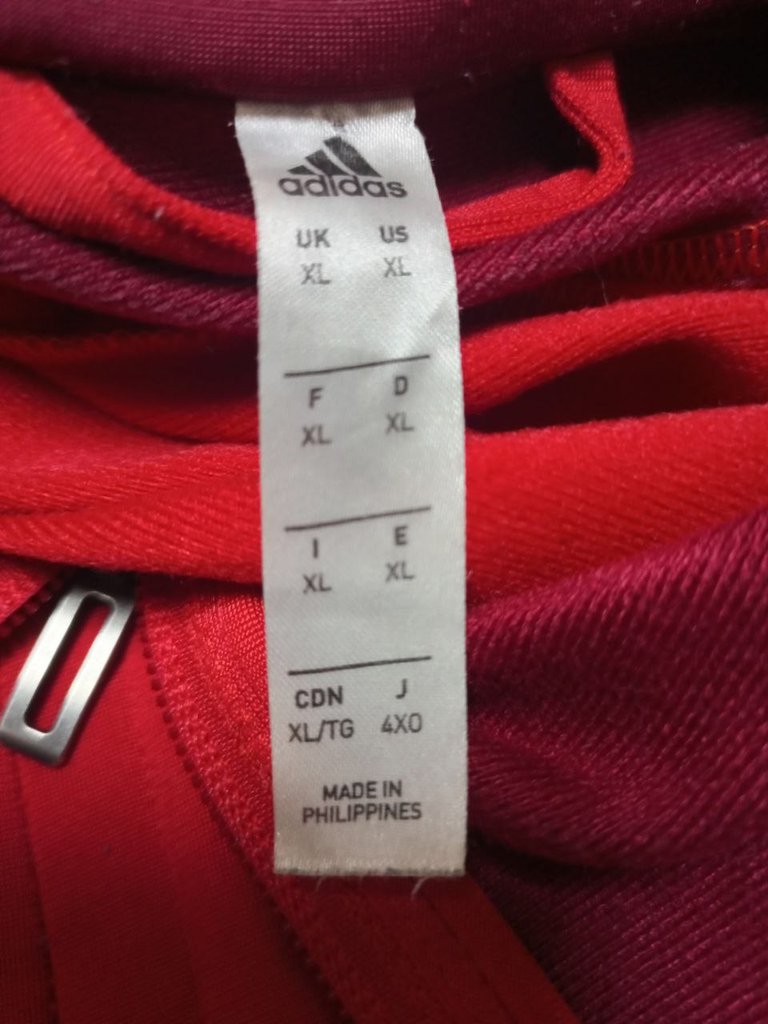 adidas
UK US
XL XL
F D
XL XL
I E
XL XL
CDN J
XL/TG 4XO
MADE IN
PHILIPPINES